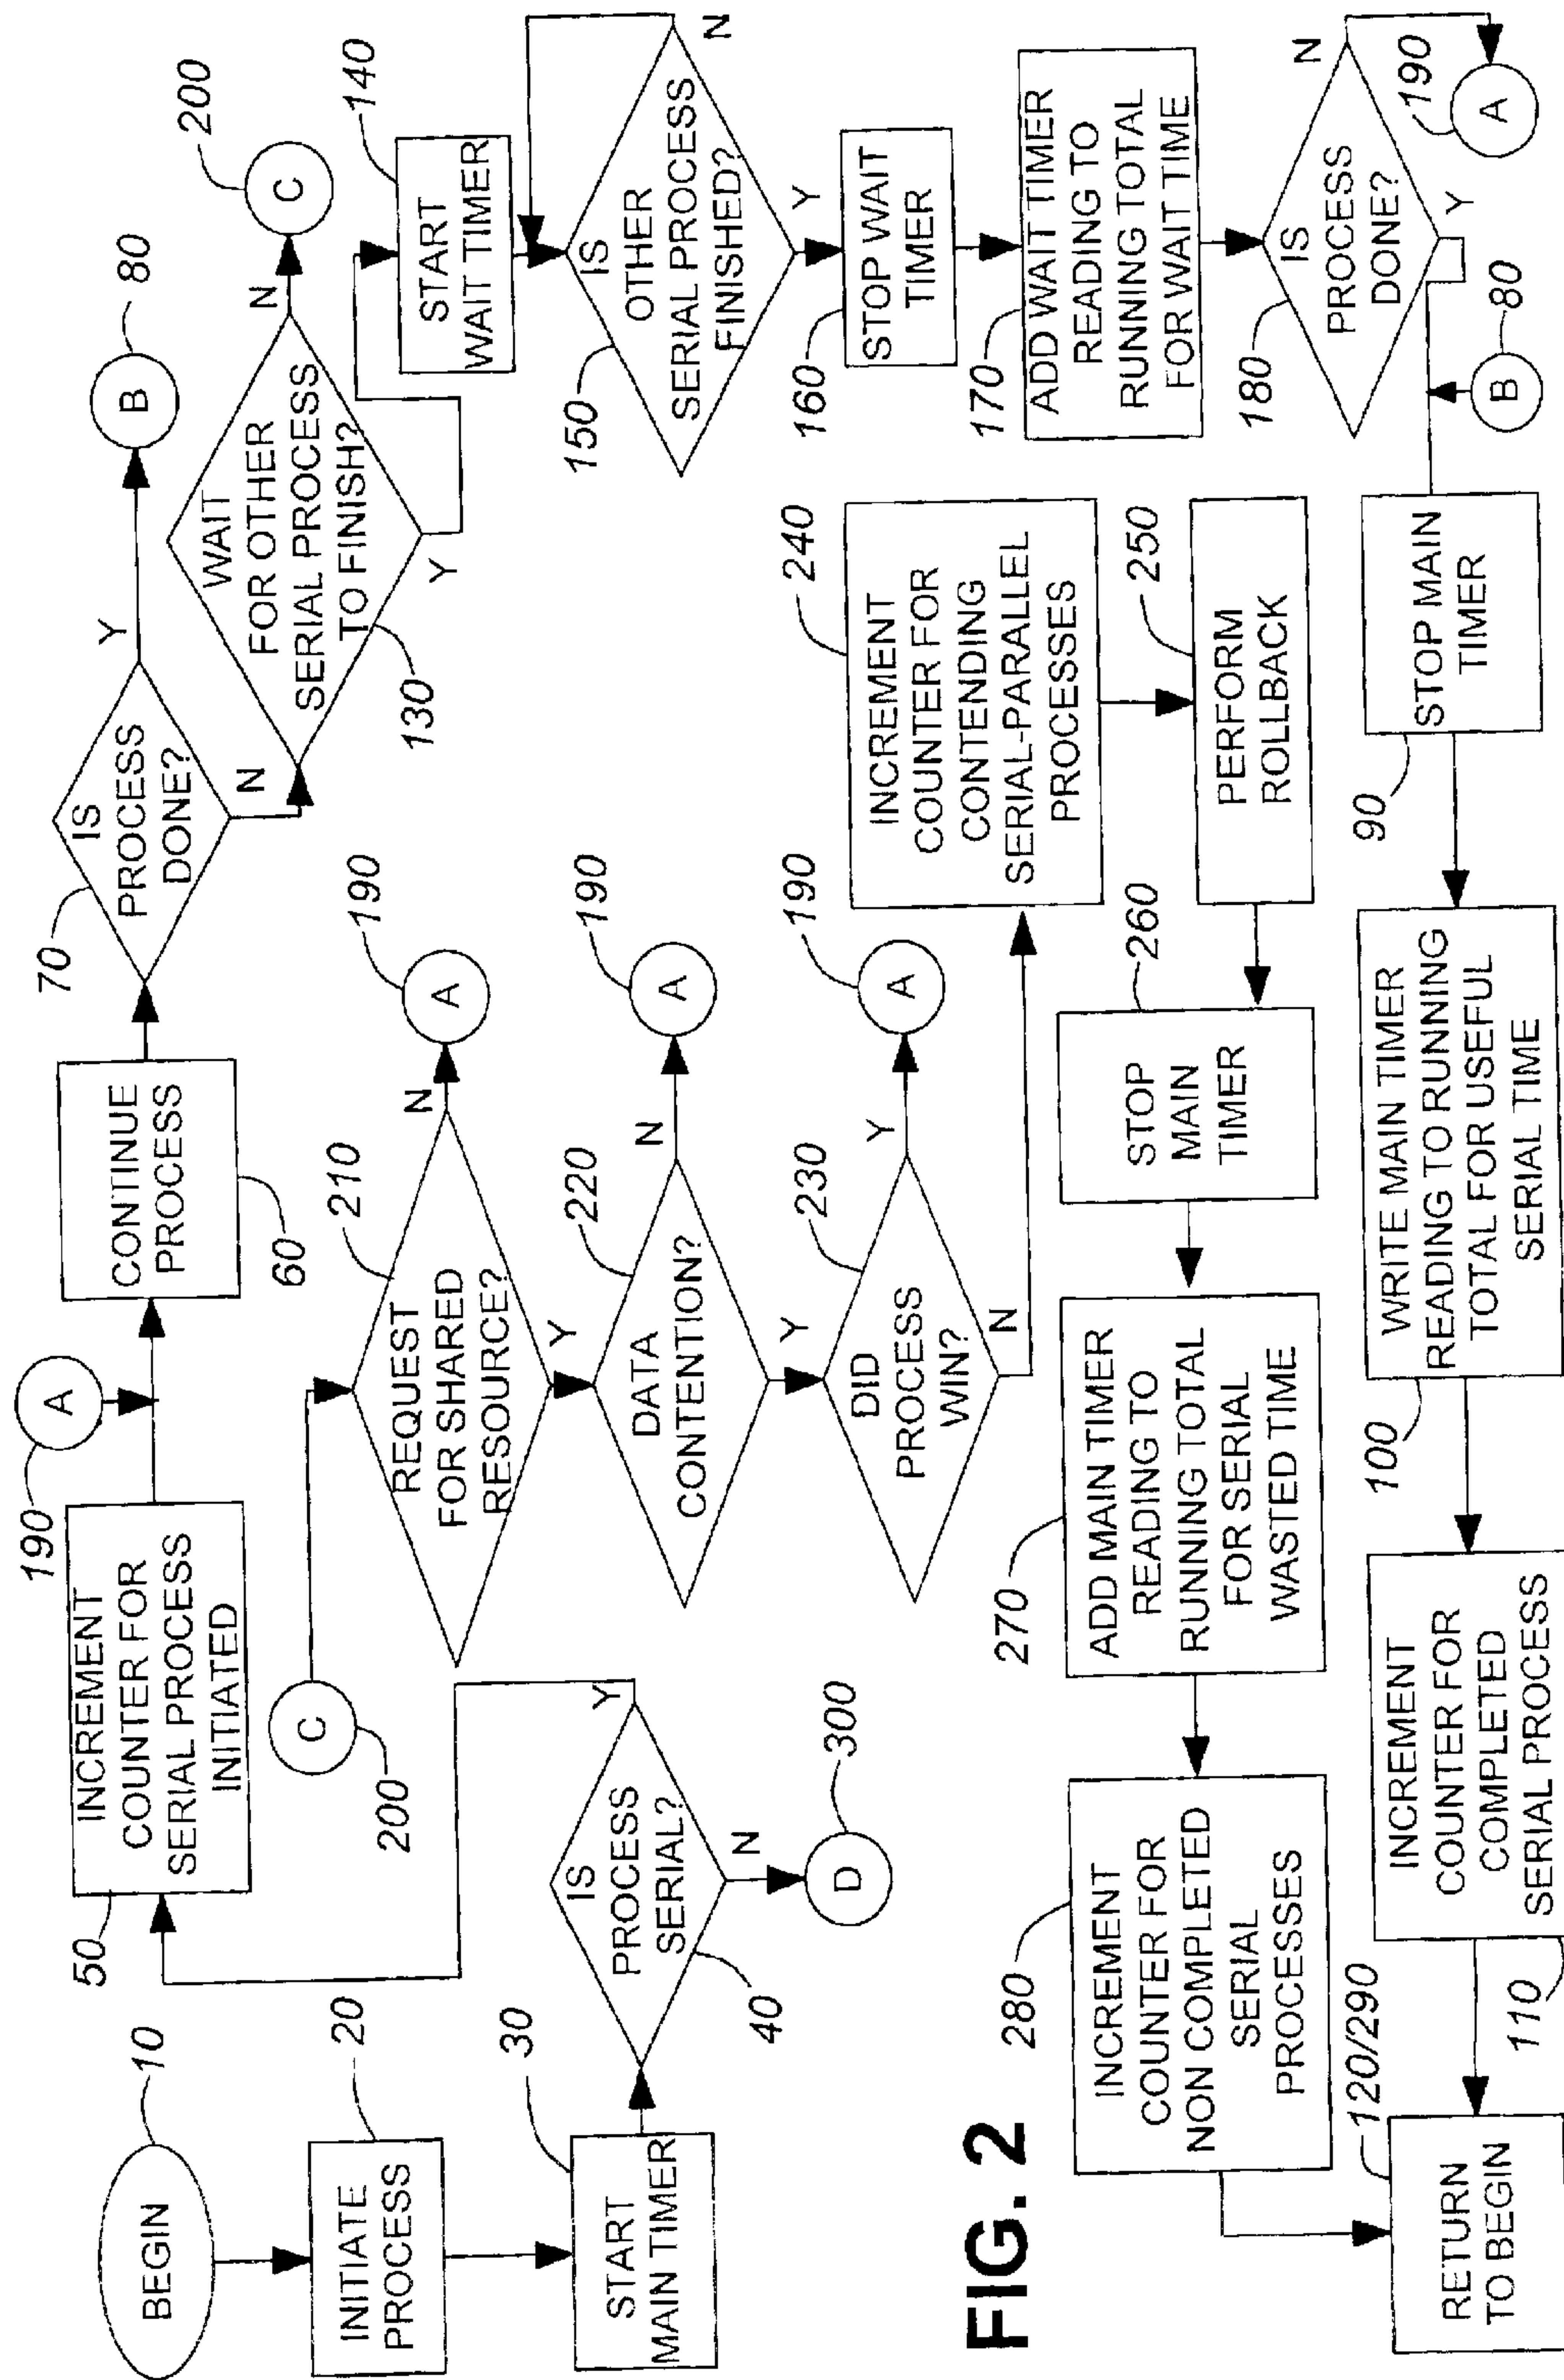 BEGIN
10
INITIATE
PROCESS
20
START
MAIN TIMER
30
IS
PROCESS
SERIAL?
40
Y
N
D
300
INCREMENT
COUNTER FOR
SERIAL PROCESS
INITIATED
50
A
190
CONTINUE
PROCESS
60
IS
PROCESS
DONE?
70
Y
N
B
80
WAIT
FOR OTHER
SERIAL PROCESS
TO FINISH?
130
N
Y
C
200
START
WAIT TIMER
140
IS
OTHER
SERIAL PROCESS
FINISHED?
150
N
Y
STOP WAIT
TIMER
160
ADD WAIT TIMER
READING TO
RUNNING TOTAL
FOR WAIT TIME
170
IS
PROCESS
DONE?
180
N
Y
A
190
B
80
C
200
REQUEST
FOR SHARED
RESOURCE?
210
N
Y
A
190
DATA
CONTENTION?
220
N
Y
A
190
DID
PROCESS
WIN?
230
Y
N
A
190
INCREMENT
COUNTER FOR
CONTENDING
SERIAL-PARALLEL
PROCESSES
240
PERFORM
ROLLBACK
250
STOP
MAIN
TIMER
260
ADD MAIN TIMER
READING TO
RUNNING TOTAL
FOR SERIAL
WASTED TIME
270
INCREMENT
COUNTER FOR
NON COMPLETED
SERIAL
PROCESSES
280
STOP MAIN
TIMER
90
WRITE MAIN TIMER
READING TO RUNNING
TOTAL FOR USEFUL
SERIAL TIME
100
INCREMENT
COUNTER FOR
COMPLETED
SERIAL PROCESS
110
RETURN
TO BEGIN
120/290
FIG. 2